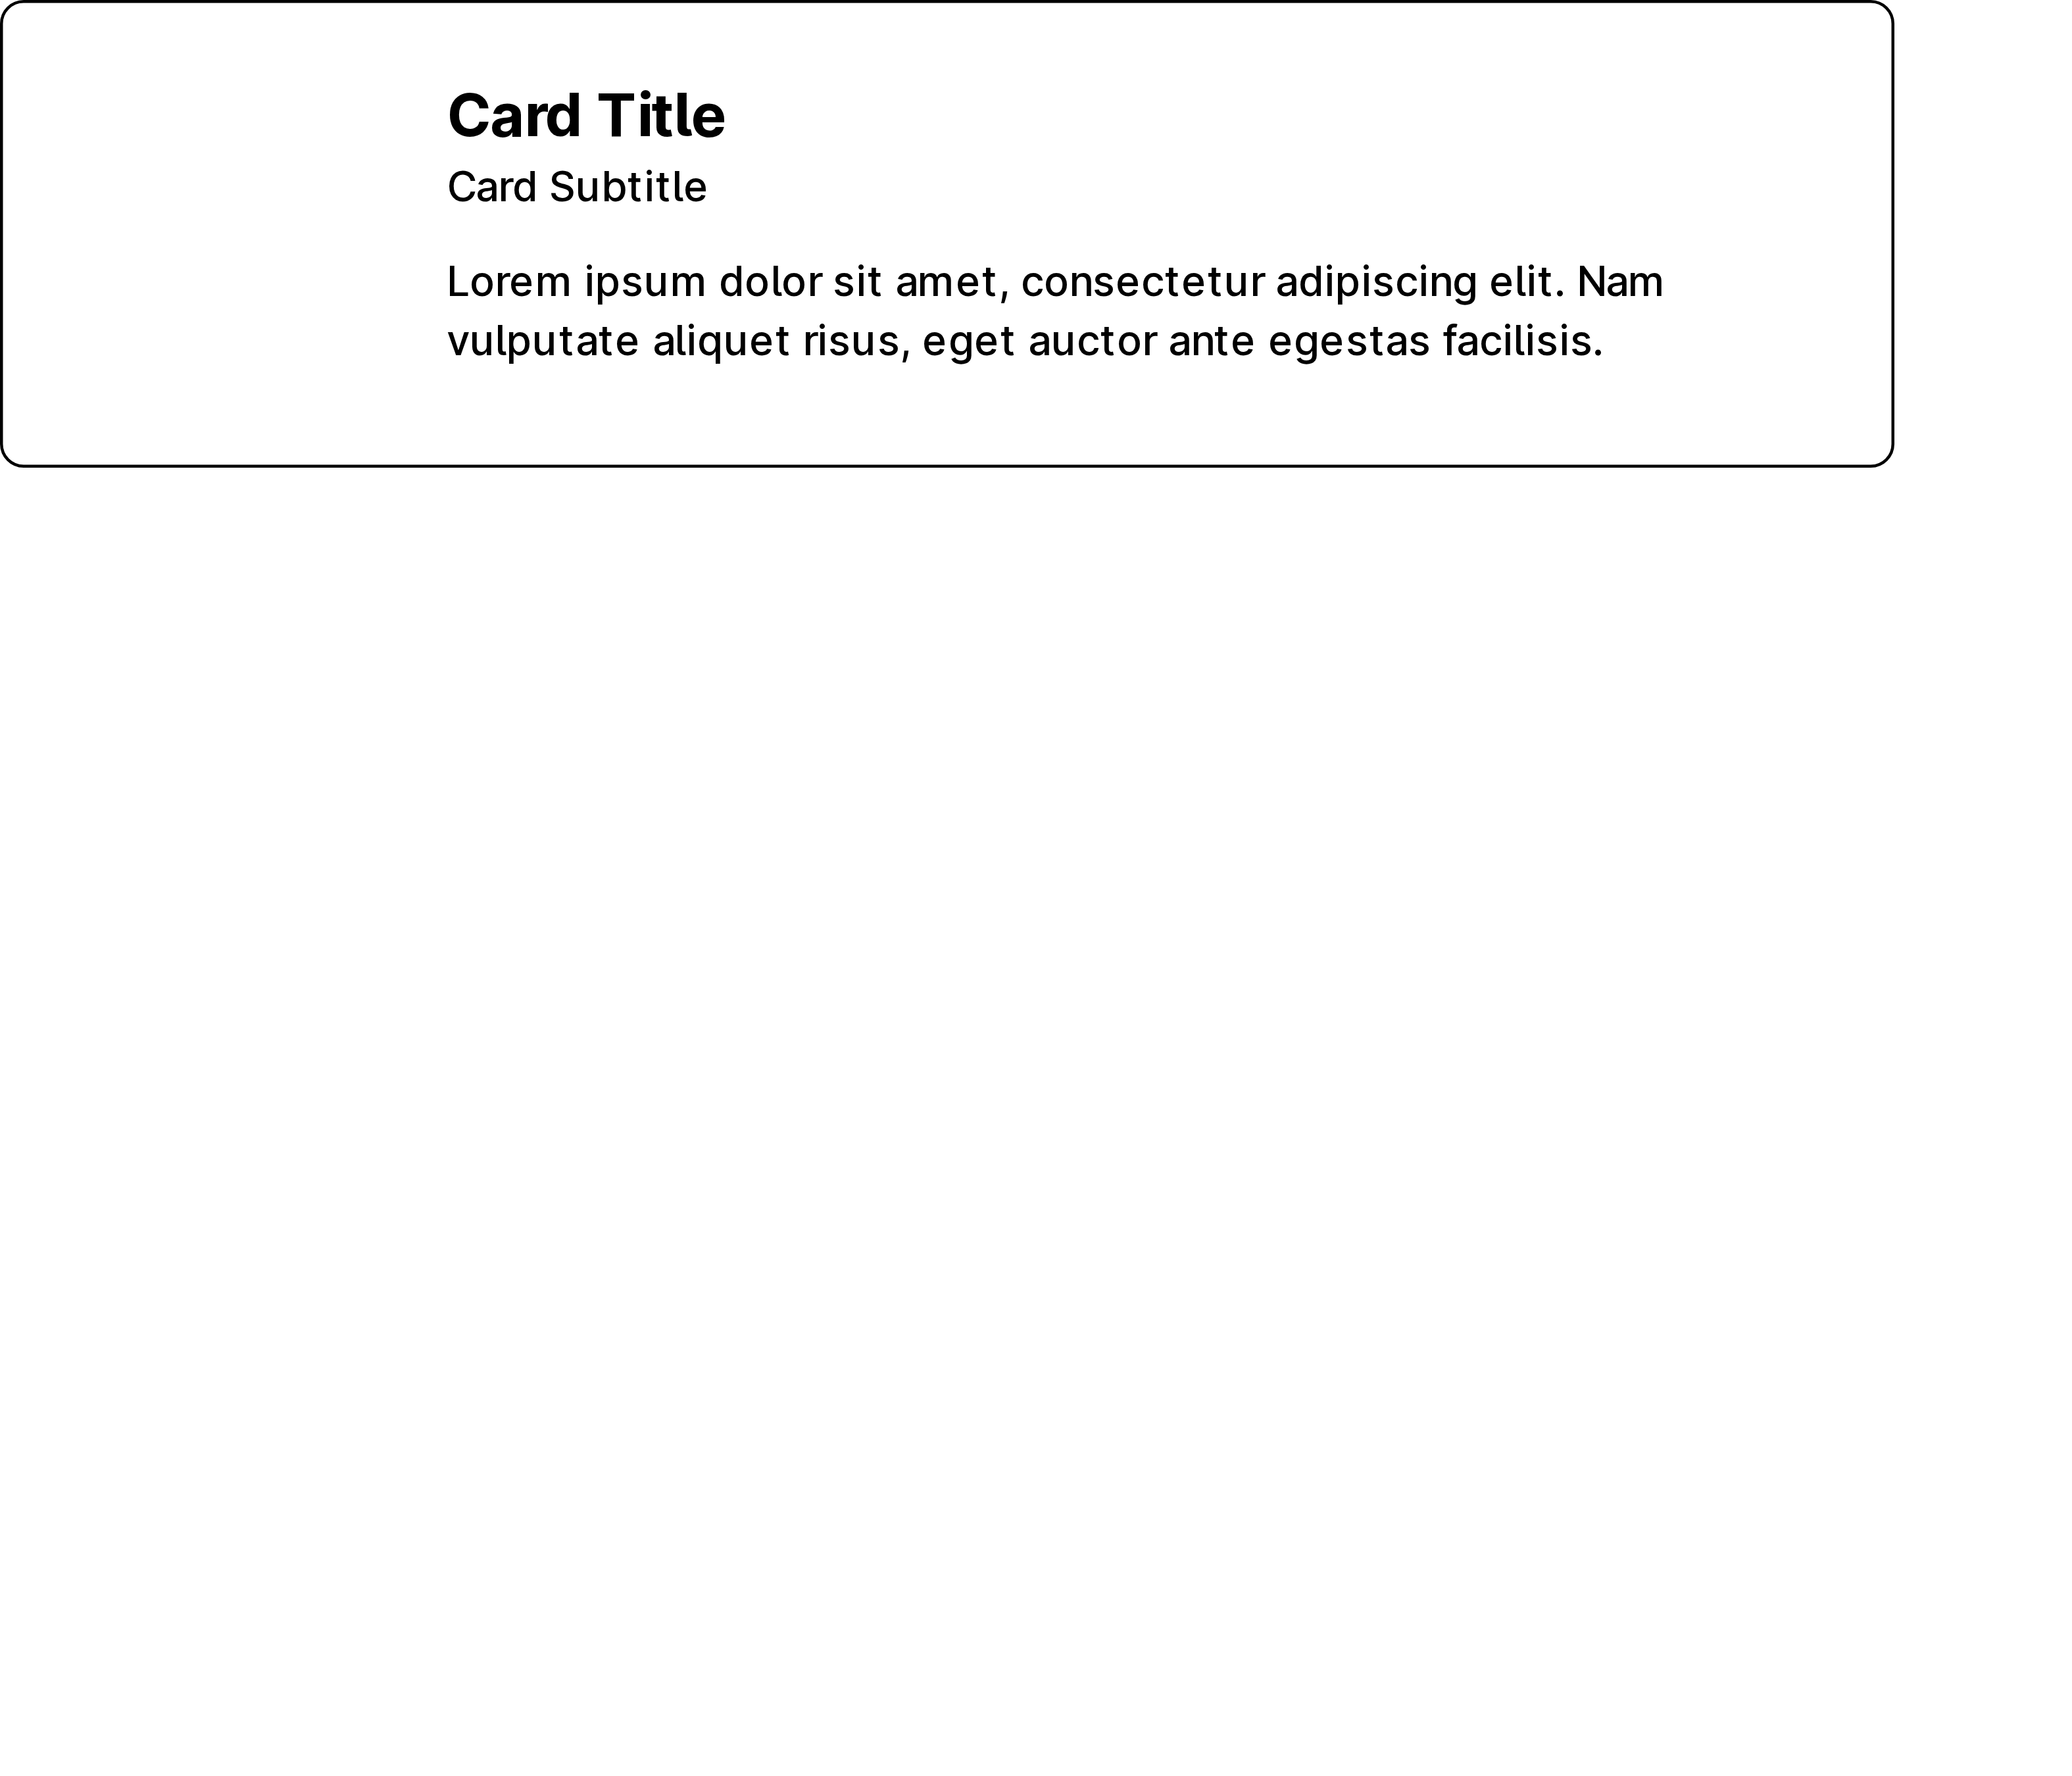 Card Title
Card Subtitle
Lorem ipsum dolor sit amet, consectetur adipiscing elit. Nam
vulputate aliquet risus, eget auctor ante egestas facilisis.